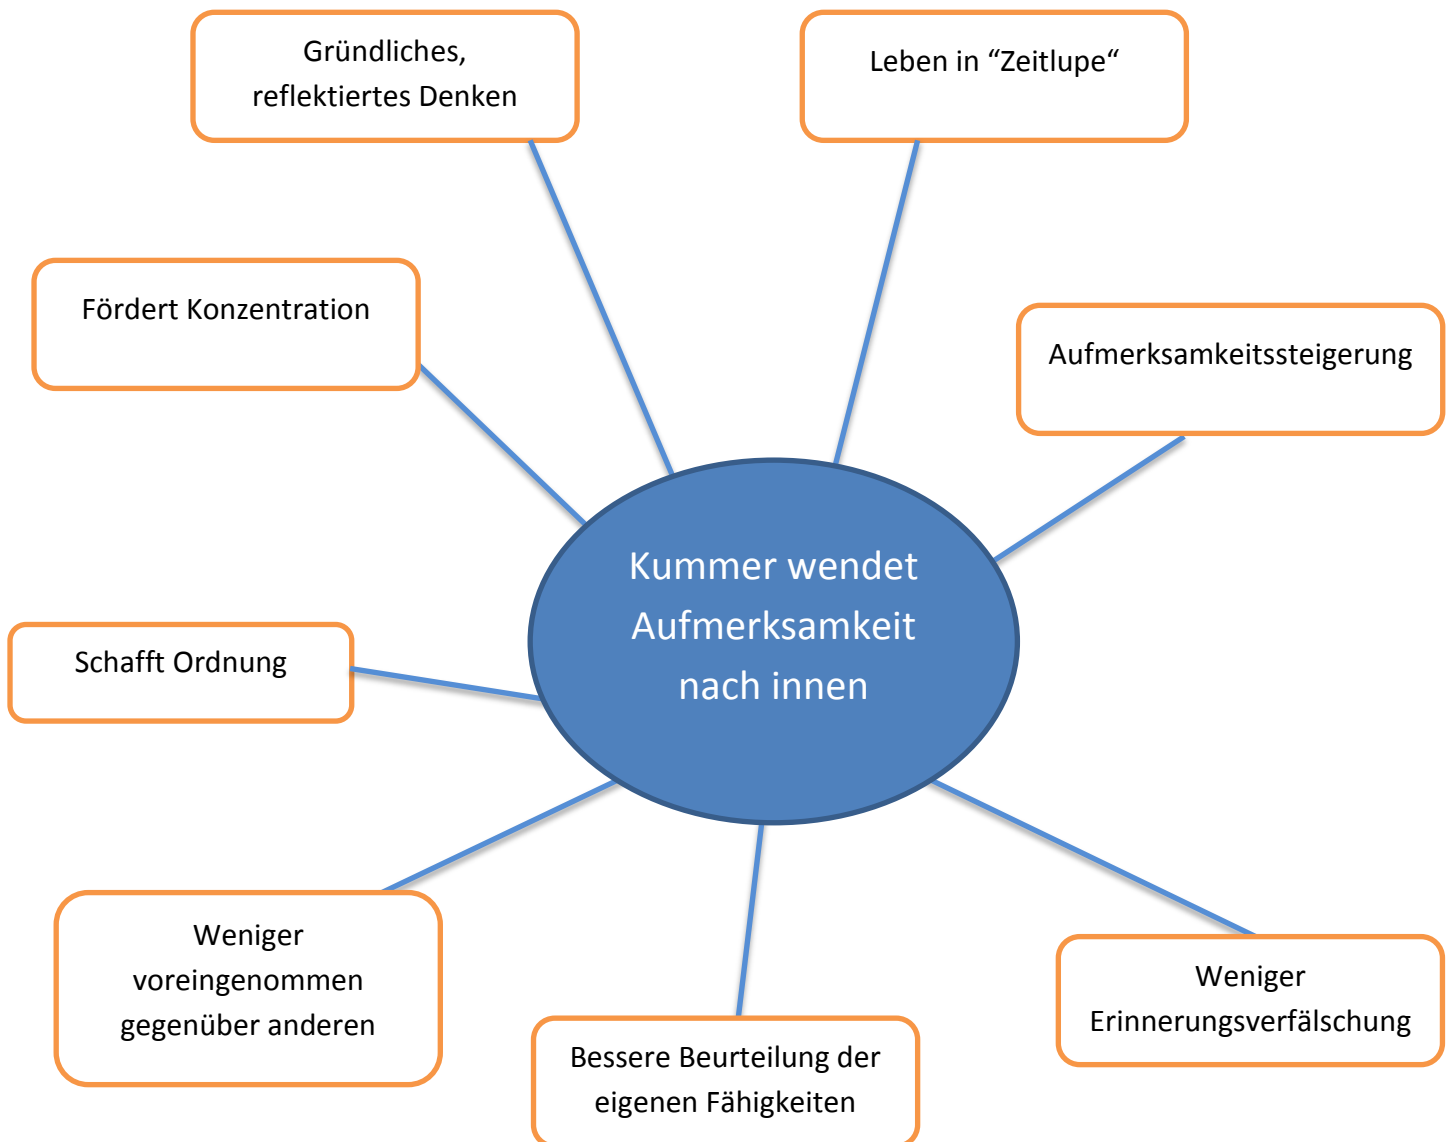 Gründliches,
reflektiertes Denken
Leben in “Zeitlupe“
Fördert Konzentration
Aufmerksamkeitssteigerung
Kummer wendet
Aufmerksamkeit
nach innen
Schafft Ordnung
Weniger
voreingenommen
gegenüber anderen
Bessere Beurteilung der
eigenen Fähigkeiten
Weniger
Erinnerungsverfälschung